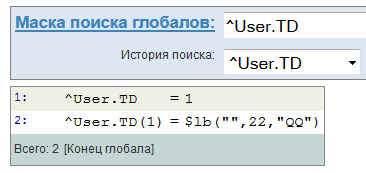 Маска поиска глобалов: ^User.TD
История поиска: ^User.TD
1: ^User.TD = 1
2: ^User.TD(1) = $lb("",22,"QQ")
Всего: 2 [Конец глобала]